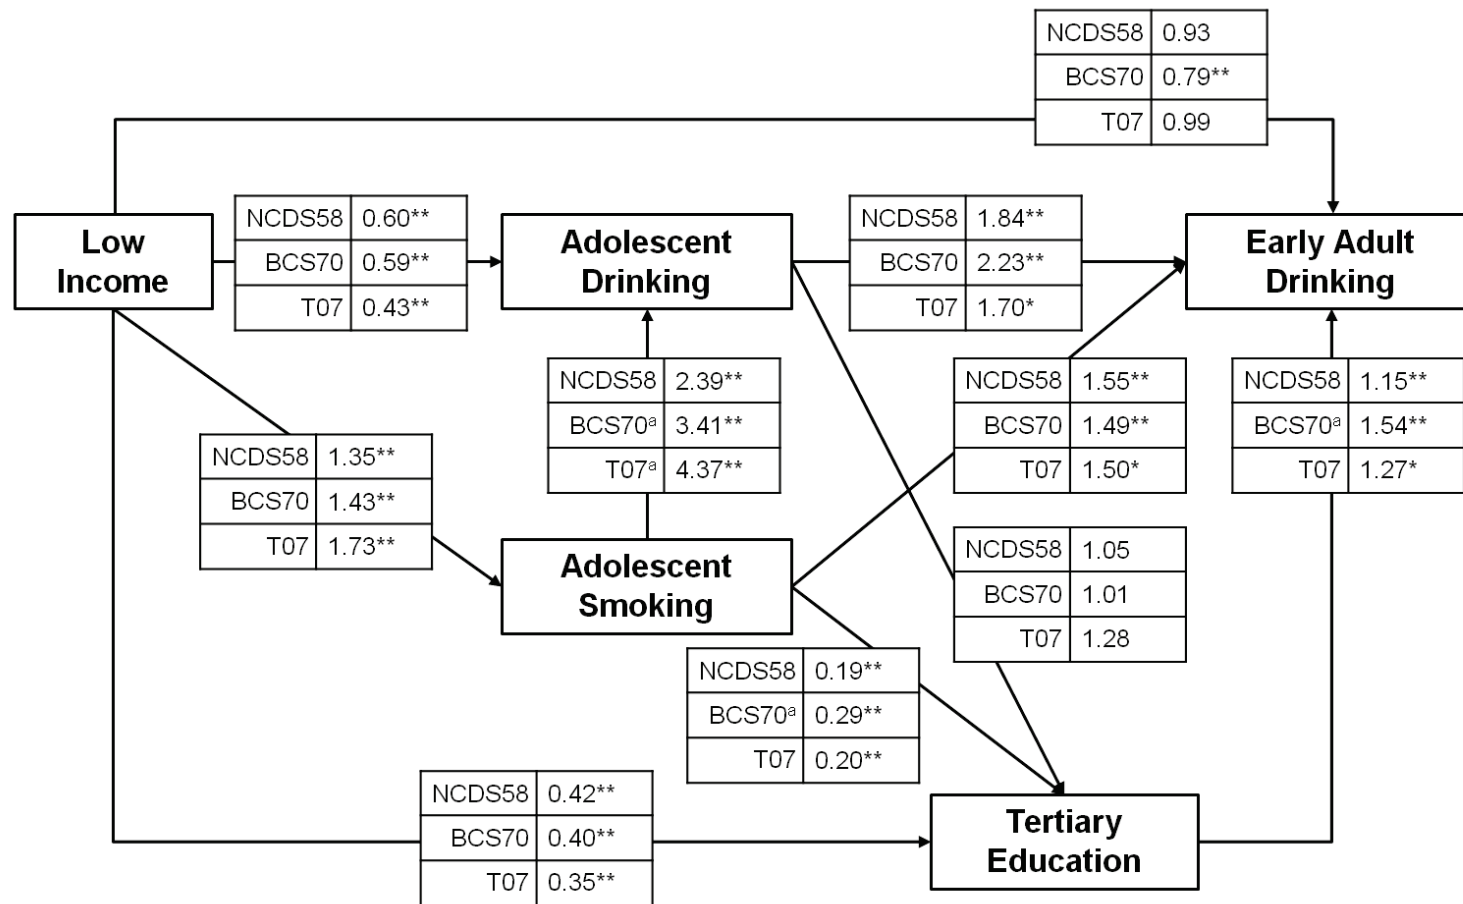 NCDS58 0.93
BCS70 0.79**
T07 0.99
Low
Income
NCDS58 0.60**
BCS70 0.59**
T07 0.43**
Adolescent
Drinking
NCDS58 1.84**
BCS70 2.23**
T07 1.70*
Early Adult
Drinking
NCDS58 2.39**
BCS70ª 3.41**
T07ª 4.37**
NCDS58 1.55**
BCS70 1.49**
T07 1.50*
NCDS58 1.15**
BCS70ª 1.54**
T07 1.27*
NCDS58 1.35**
BCS70 1.43**
T07 1.73**
Adolescent
Smoking
NCDS58 1.05
BCS70 1.01
T07 1.28
NCDS58 0.19**
BCS70ª 0.29**
T07 0.20**
NCDS58 0.42**
BCS70 0.40**
T07 0.35**
Tertiary
Education